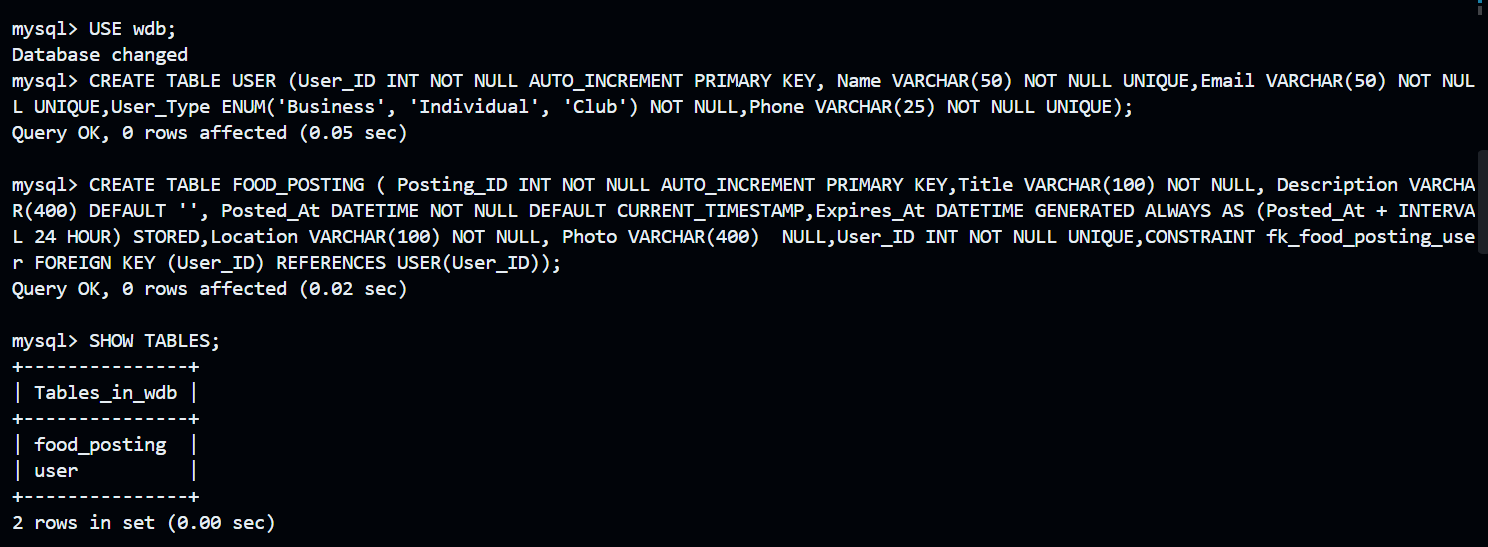 mysql> USE wdb;
Database changed
mysql> CREATE TABLE USER (User_ID INT NOT NULL AUTO_INCREMENT PRIMARY KEY, Name VARCHAR(50) NOT NULL UNIQUE,Email VARCHAR(50) NOT NUL
L UNIQUE,User_Type ENUM('Business', 'Individual', 'Club') NOT NULL,Phone VARCHAR(25) NOT NULL UNIQUE);
Query OK, 0 rows affected (0.05 sec)

mysql> CREATE TABLE FOOD_POSTING ( Posting_ID INT NOT NULL AUTO_INCREMENT PRIMARY KEY,Title VARCHAR(100) NOT NULL, Description VARCHA
R(400) DEFAULT '', Posted_At DATETIME NOT NULL DEFAULT CURRENT_TIMESTAMP,Expires_At DATETIME GENERATED ALWAYS AS (Posted_At + INTERVA
L 24 HOUR) STORED,Location VARCHAR(100) NOT NULL, Photo VARCHAR(400)  NULL,User_ID INT NOT NULL UNIQUE,CONSTRAINT fk_food_posting_use
r FOREIGN KEY (User_ID) REFERENCES USER(User_ID));
Query OK, 0 rows affected (0.02 sec)

mysql> SHOW TABLES;
+---------------+
| Tables_in_wdb |
+---------------+
| food_posting  |
| user          |
+---------------+
2 rows in set (0.00 sec)